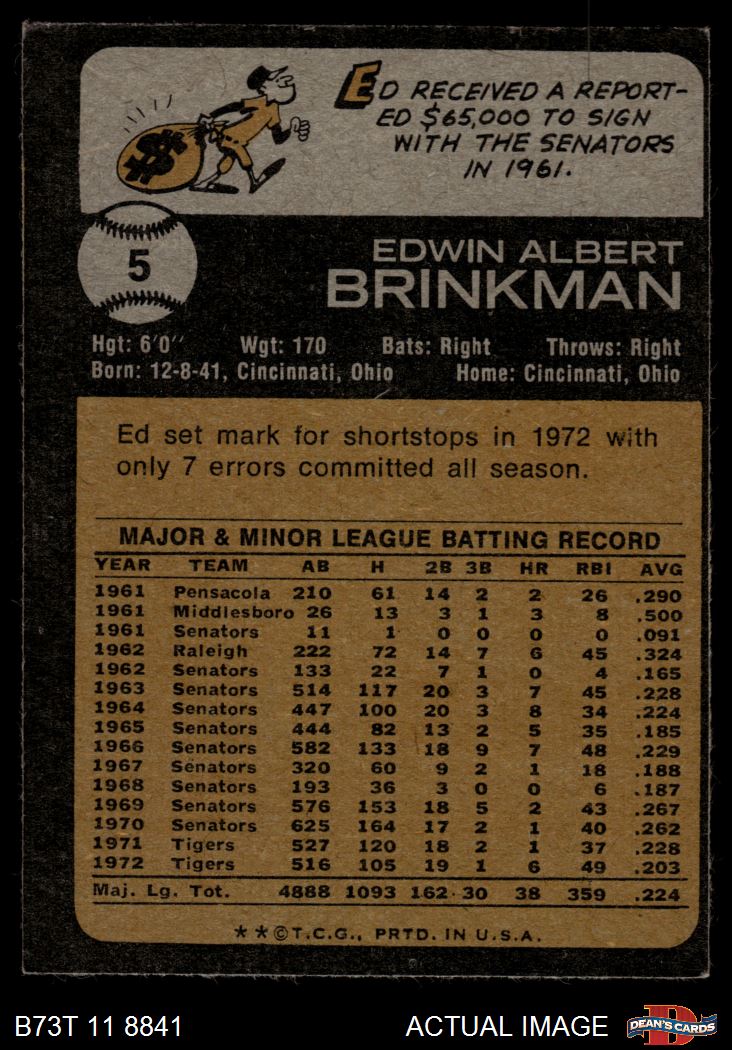 ED RECEIVED A REPORT-
ED $65,000 TO SIGN
WITH THE SENATORS
IN 1961.
$
5
EDWIN ALBERT
BRINKMAN
Hgt: 6'0" Wgt: 170 Bats: Right Throws: Right
Born: 12-8-41, Cincinnati, Ohio Home: Cincinnati, Ohio
Ed set mark for shortstops in 1972 with
only 7 errors committed all season.
MAJOR & MINOR LEAGUE BATTING RECORD
YEAR TEAM AB H 2B 3B HR RBI AVG
1961 Pensacola 210 61 14 2 2 26 .290
1961 Middlesboro 26 13 3 1 3 8 .500
1961 Senators 11 1 0 0 0 0 .091
1962 Raleigh 222 72 14 7 6 45 .324
1962 Senators 133 22 7 1 0 4 .165
1963 Senators 514 117 20 3 7 45 .228
1964 Senators 447 100 20 3 8 34 .224
1965 Senators 444 82 13 2 5 35 .185
1966 Senators 582 133 18 9 7 48 .229
1967 Senators 320 60 9 2 1 18 .188
1968 Senators 193 36 3 0 0 6 .187
1969 Senators 576 153 18 5 2 43 .267
1970 Senators 625 164 17 2 1 40 .262
1971 Tigers 527 120 18 2 1 37 .228
1972 Tigers 516 105 19 1 6 49 .203
Maj. Lg. Tot. 4888 1093 162 30 38 359 .224
**©T.C.G., PRTD. IN U.S.A.
B73T 11 8841 ACTUAL IMAGE DEAN'S CARDS